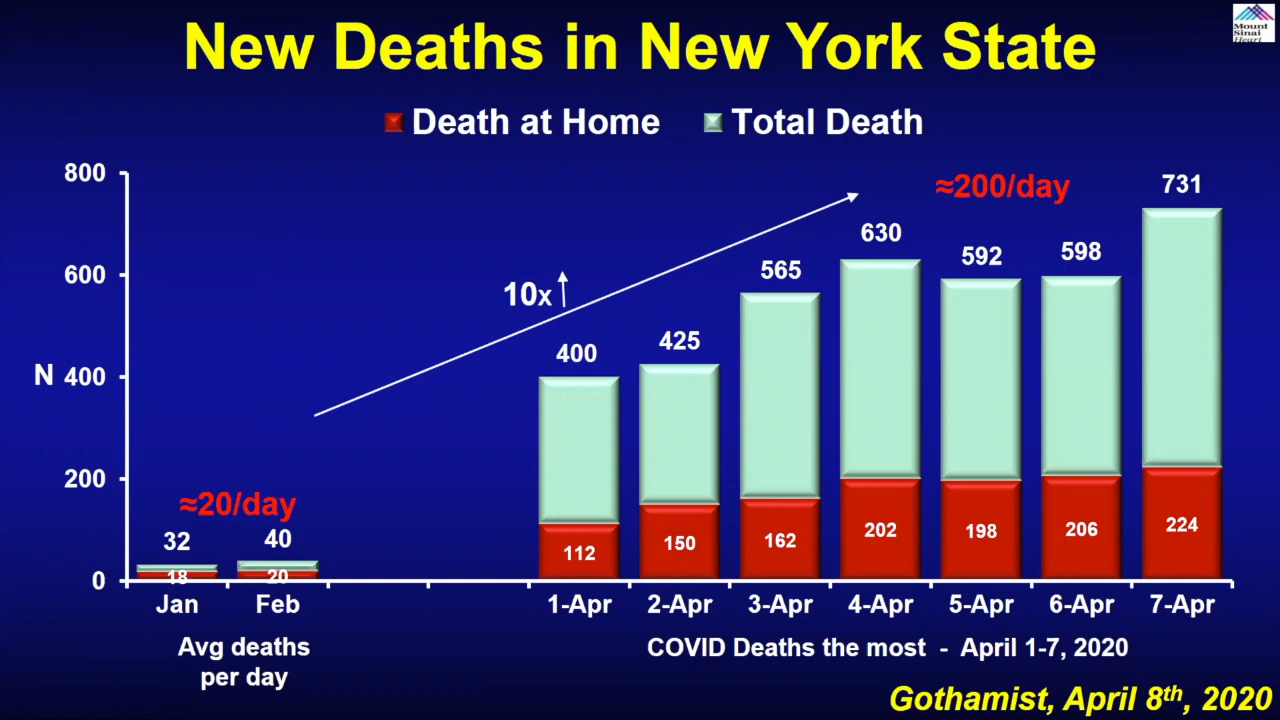 New Deaths in New York State
Mount
Sinai
Heart
Death at Home Total Death
800
600
N 400
200
0
≈20/day
10x
≈200/day
32 40 400 425 565 630 592 598 731
18 20 112 150 162 202 198 206 224
Jan Feb 1-Apr 2-Apr 3-Apr 4-Apr 5-Apr 6-Apr 7-Apr
Avg deaths
per day
COVID Deaths the most - April 1-7, 2020
Gothamist, April 8th, 2020